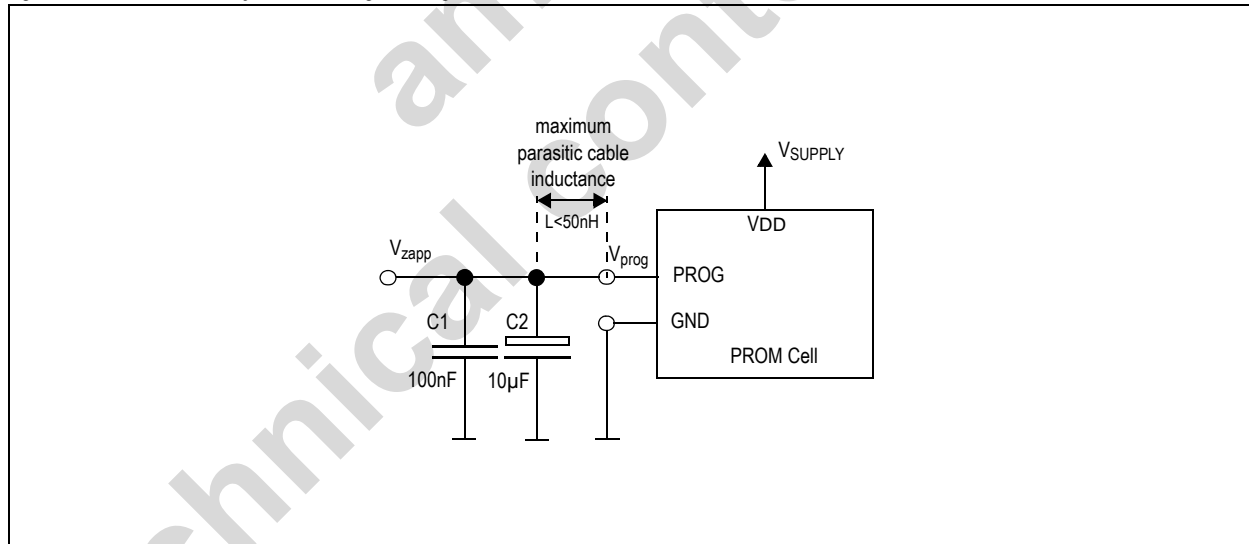 maximum
parasitic cable
inductance
L<50nH
VSUPPLY
VDD
Vzapp
Vprog
PROG
C1
C2
GND
PROM Cell
100nF
10µF